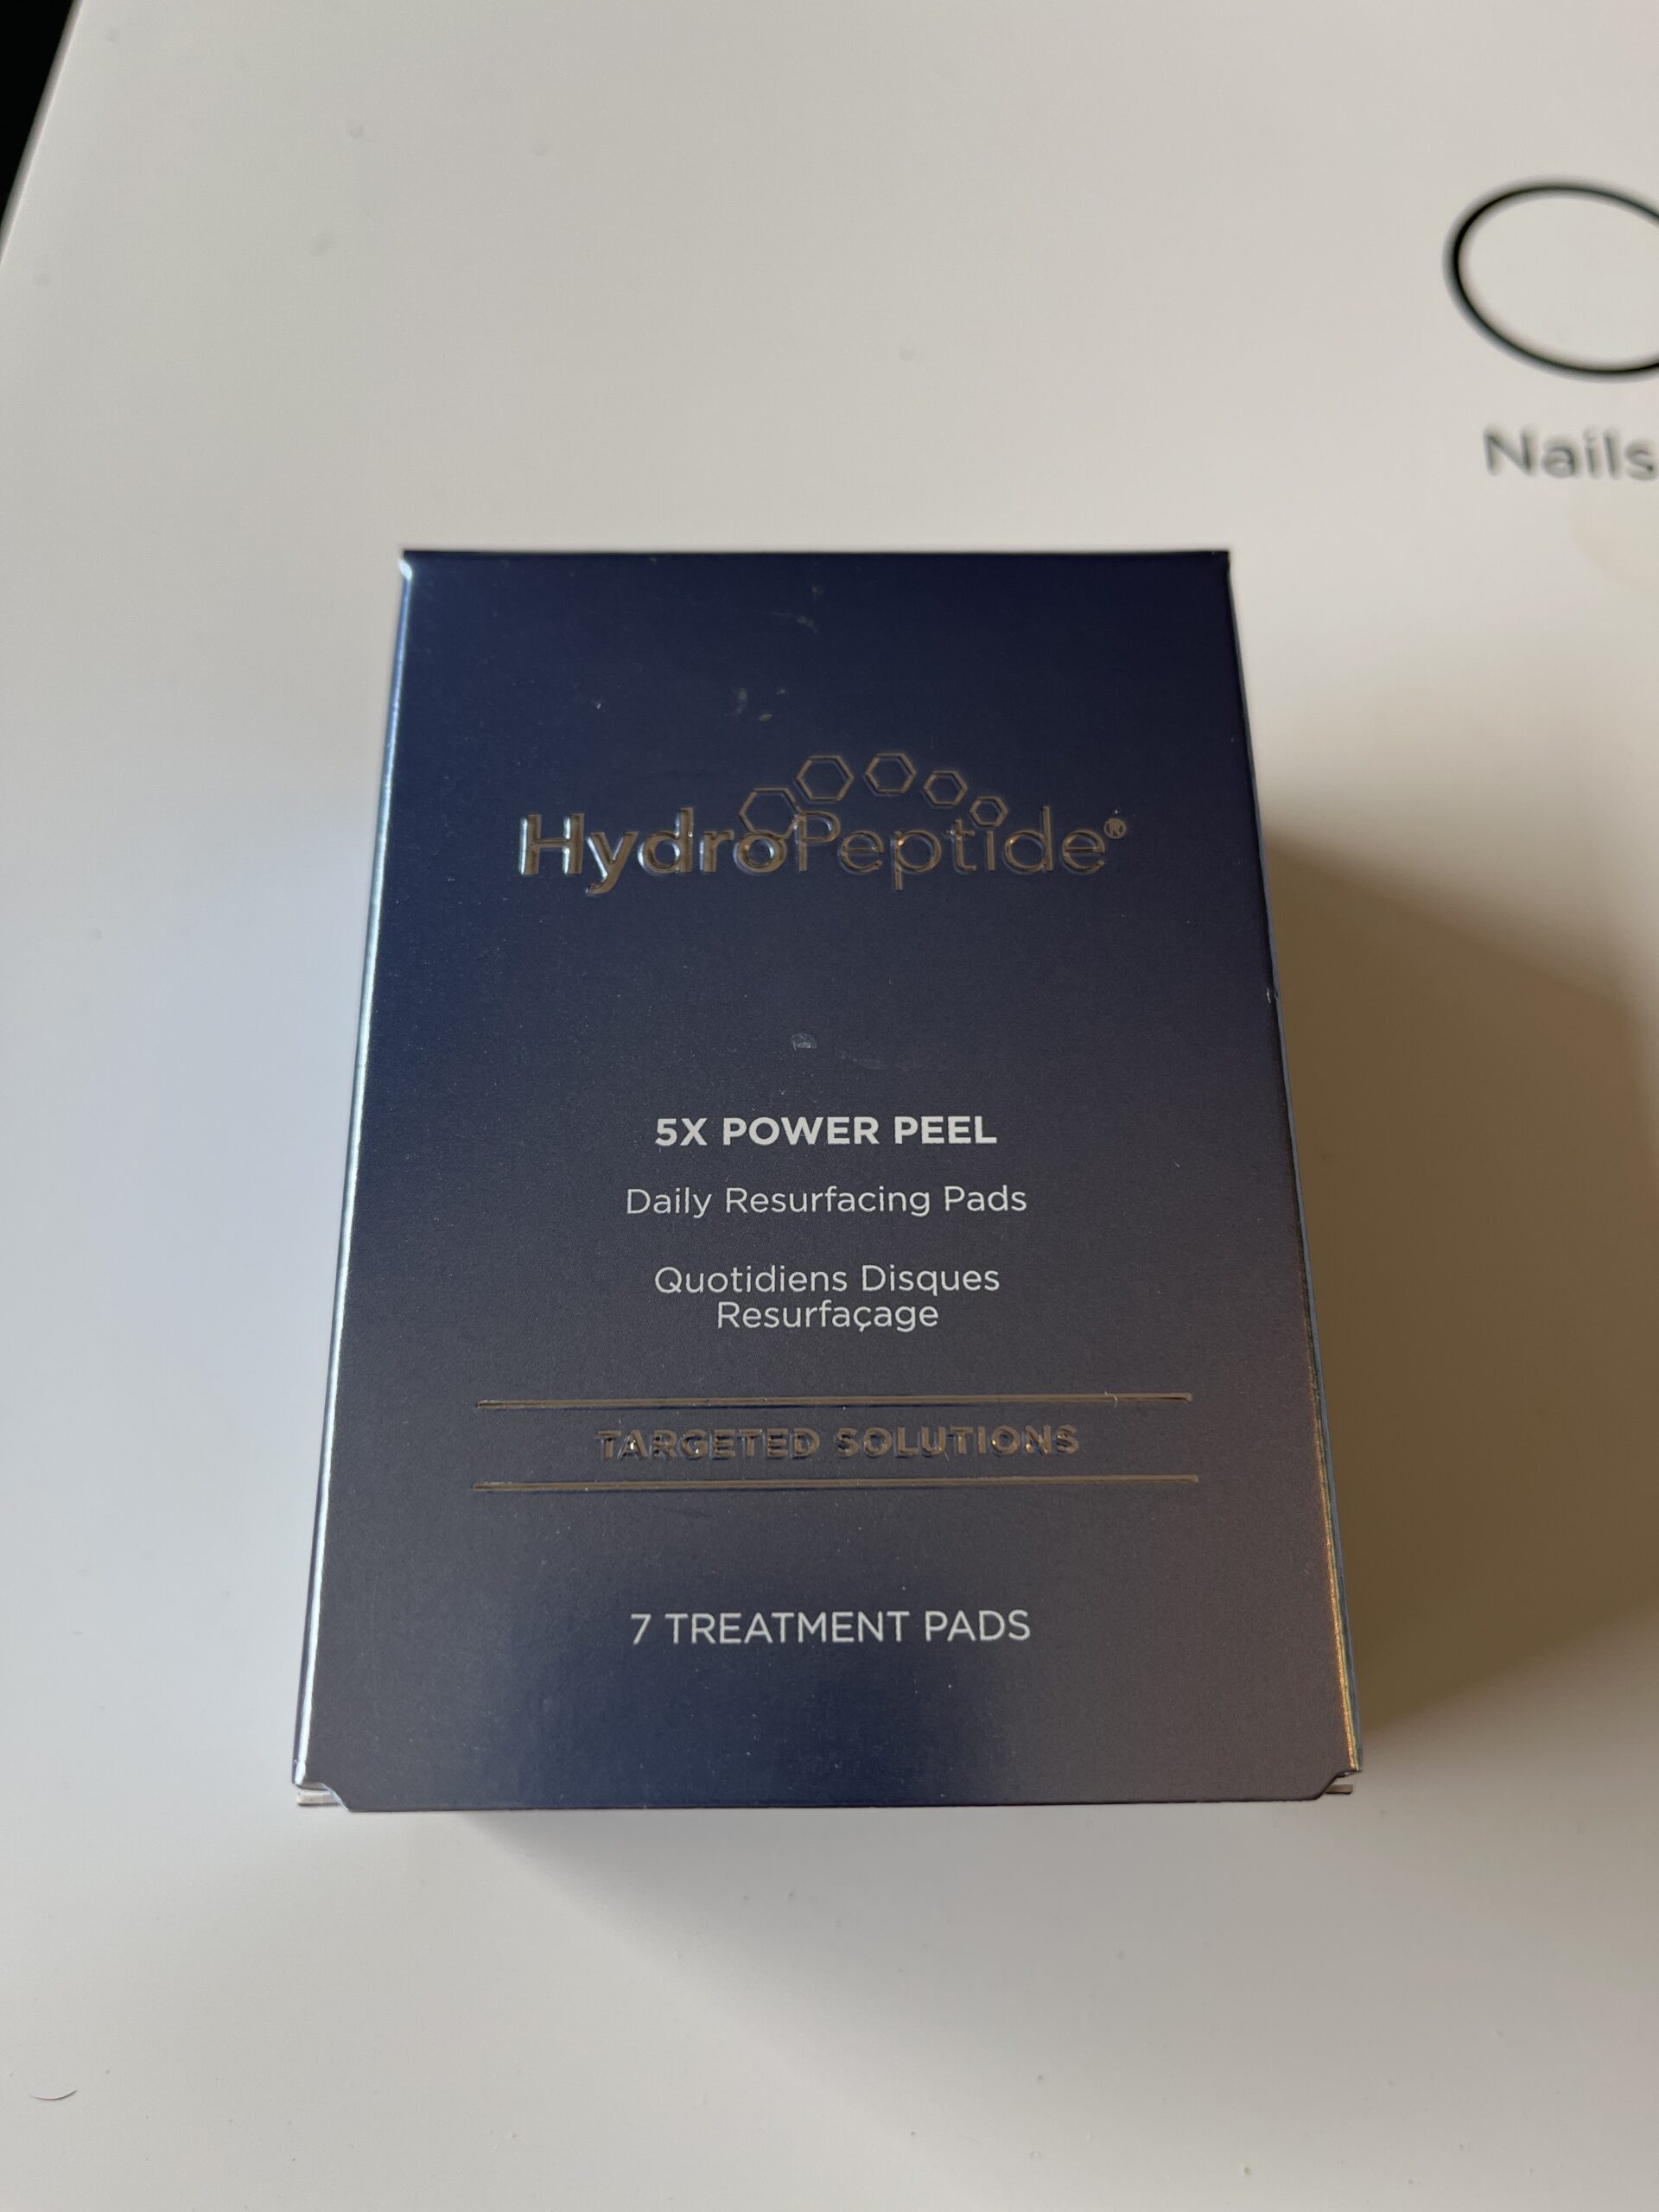 Nails
HydroPeptide®
5X POWER PEEL
Daily Resurfacing Pads
Quotidiens Disques
Resurfaçage
TARGETED SOLUTIONS
7 TREATMENT PADS